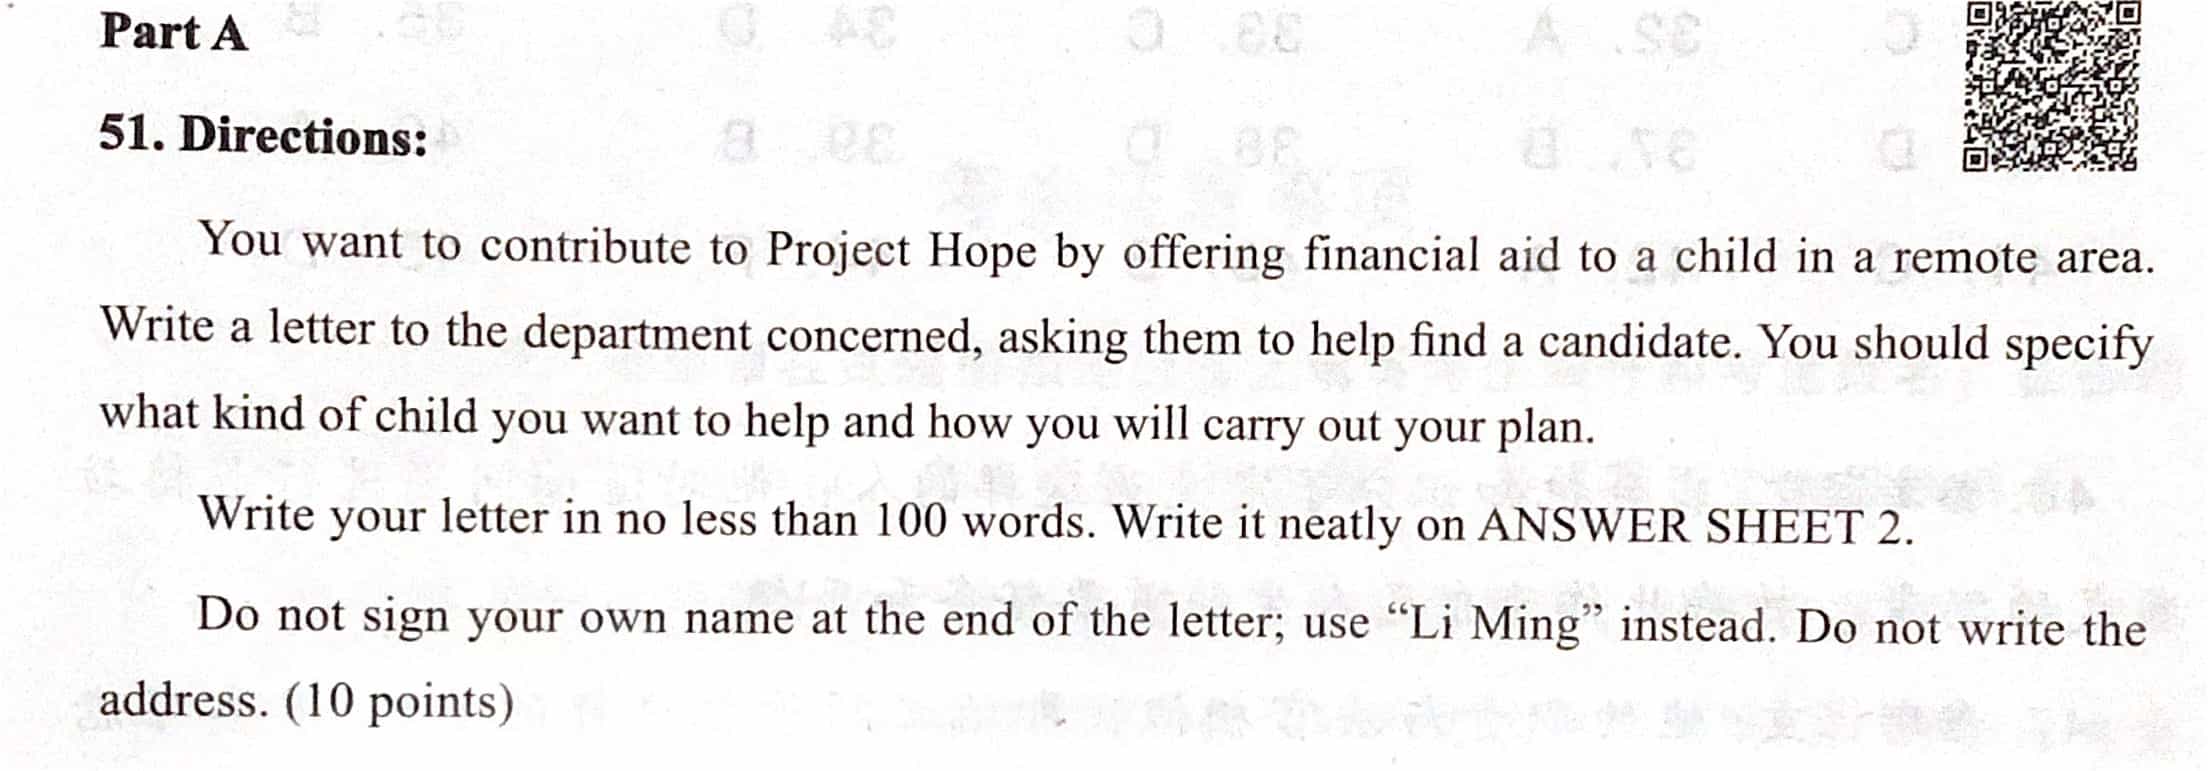 Part A
51. Directions:
You want to contribute to Project Hope by offering financial aid to a child in a remote area.
Write a letter to the department concerned, asking them to help find a candidate. You should specify
what kind of child you want to help and how you will carry out your plan.
Write your letter in no less than 100 words. Write it neatly on ANSWER SHEET 2.
Do not sign your own name at the end of the letter; use “Li Ming” instead. Do not write the
address. (10 points)